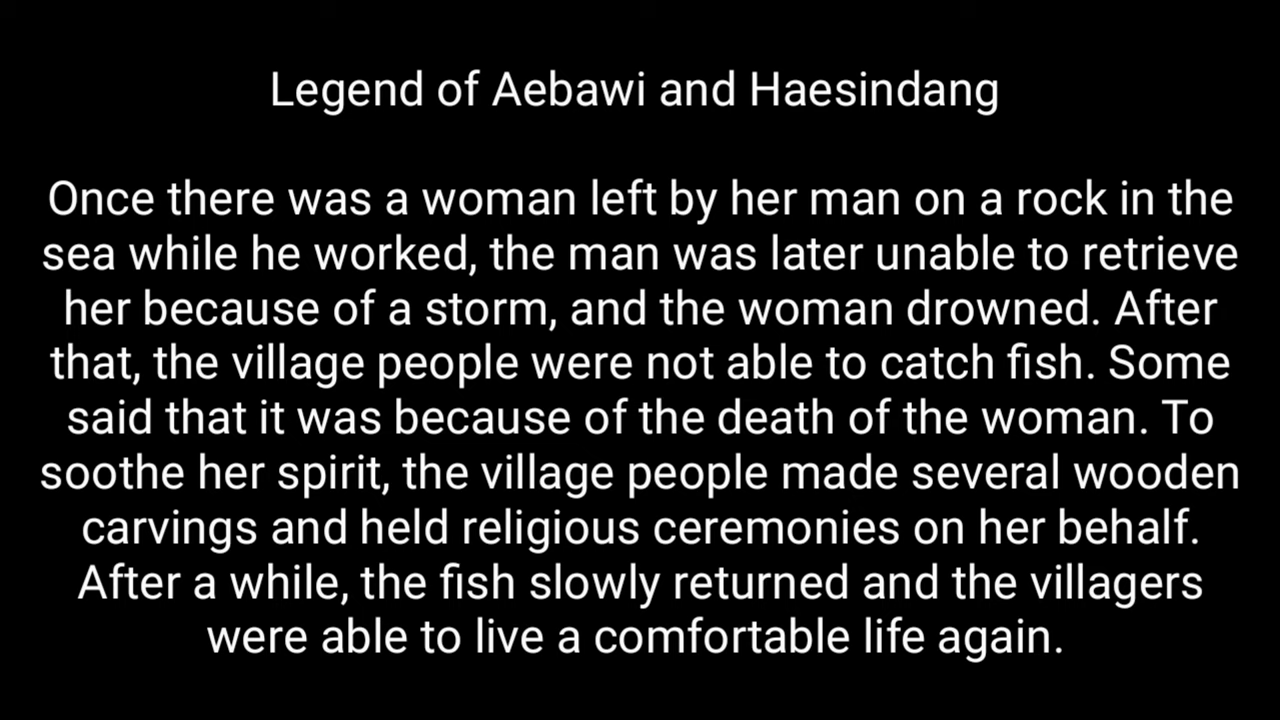 Legend of Aebawi and Haesindang
Once there was a woman left by her man on a rock in the
sea while he worked, the man was later unable to retrieve
her because of a storm, and the woman drowned. After
that, the village people were not able to catch fish. Some
said that it was because of the death of the woman. To
soothe her spirit, the village people made several wooden
carvings and held religious ceremonies on her behalf.
After a while, the fish slowly returned and the villagers
were able to live a comfortable life again.